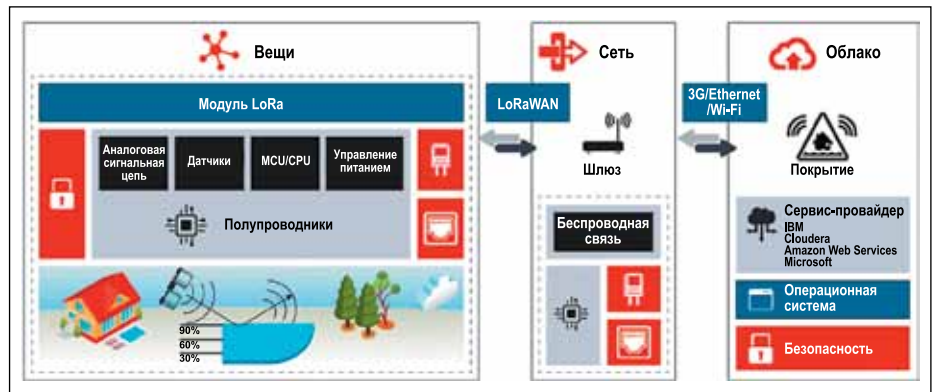 Вещи
Модуль LoRa
Аналоговая
сигнальная
цепь
Датчики
MCU/CPU
Управление
питанием
Полупроводники
90%
60%
30%
LoRaWAN
Сеть
Шлюз
Беспроводная
связь
3G/Ethernet
/Wi-Fi
Облако
Покрытие
Сервис-провайдер
IBM
Cloudera
Amazon Web Services
Microsoft
Операционная
система
Безопасность